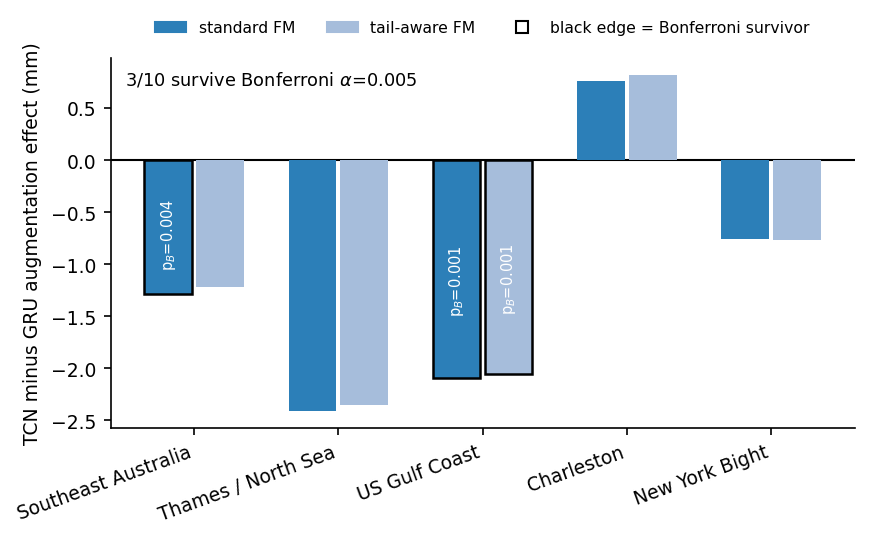 standard FM
tail-aware FM
black edge = Bonferroni survivor
TCN minus GRU augmentation effect (mm)
3/10 survive Bonferroni α=0.005
0.5
0.0
−0.5
−1.0
−1.5
−2.0
−2.5
p_B=0.004
p_B=0.001
p_B=0.001
Southeast Australia
Thames / North Sea
US Gulf Coast
Charleston
New York Bight